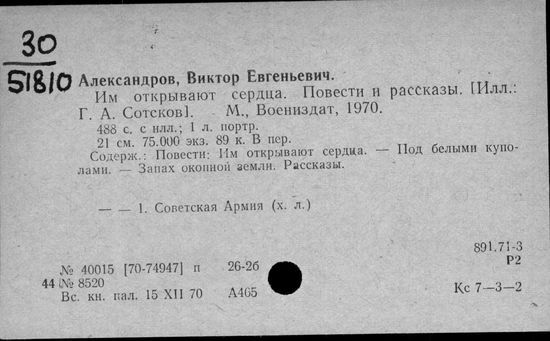 30
51810
Александров, Виктор Евгеньевич.
Им открывают сердца. Повести и рассказы. [Илл.:
Г. А. Сотсков]. М., Воениздат, 1970.
488 с. с илл.; 1 л. портр.
21 см. 75.000 экз. 89 к. В пер.
Содерж.: Повести: Им открывают сердца. — Под белыми купо-
лами. — Запах окопной земли. Рассказы.
— — 1. Советская Армия (х. л.)
891.71-3
Р2
№ 40015 [70-74947] п 26-2б
44 № 8520
Вс. кн. пал. 15 XII 70 А465
Кс 7—3—2